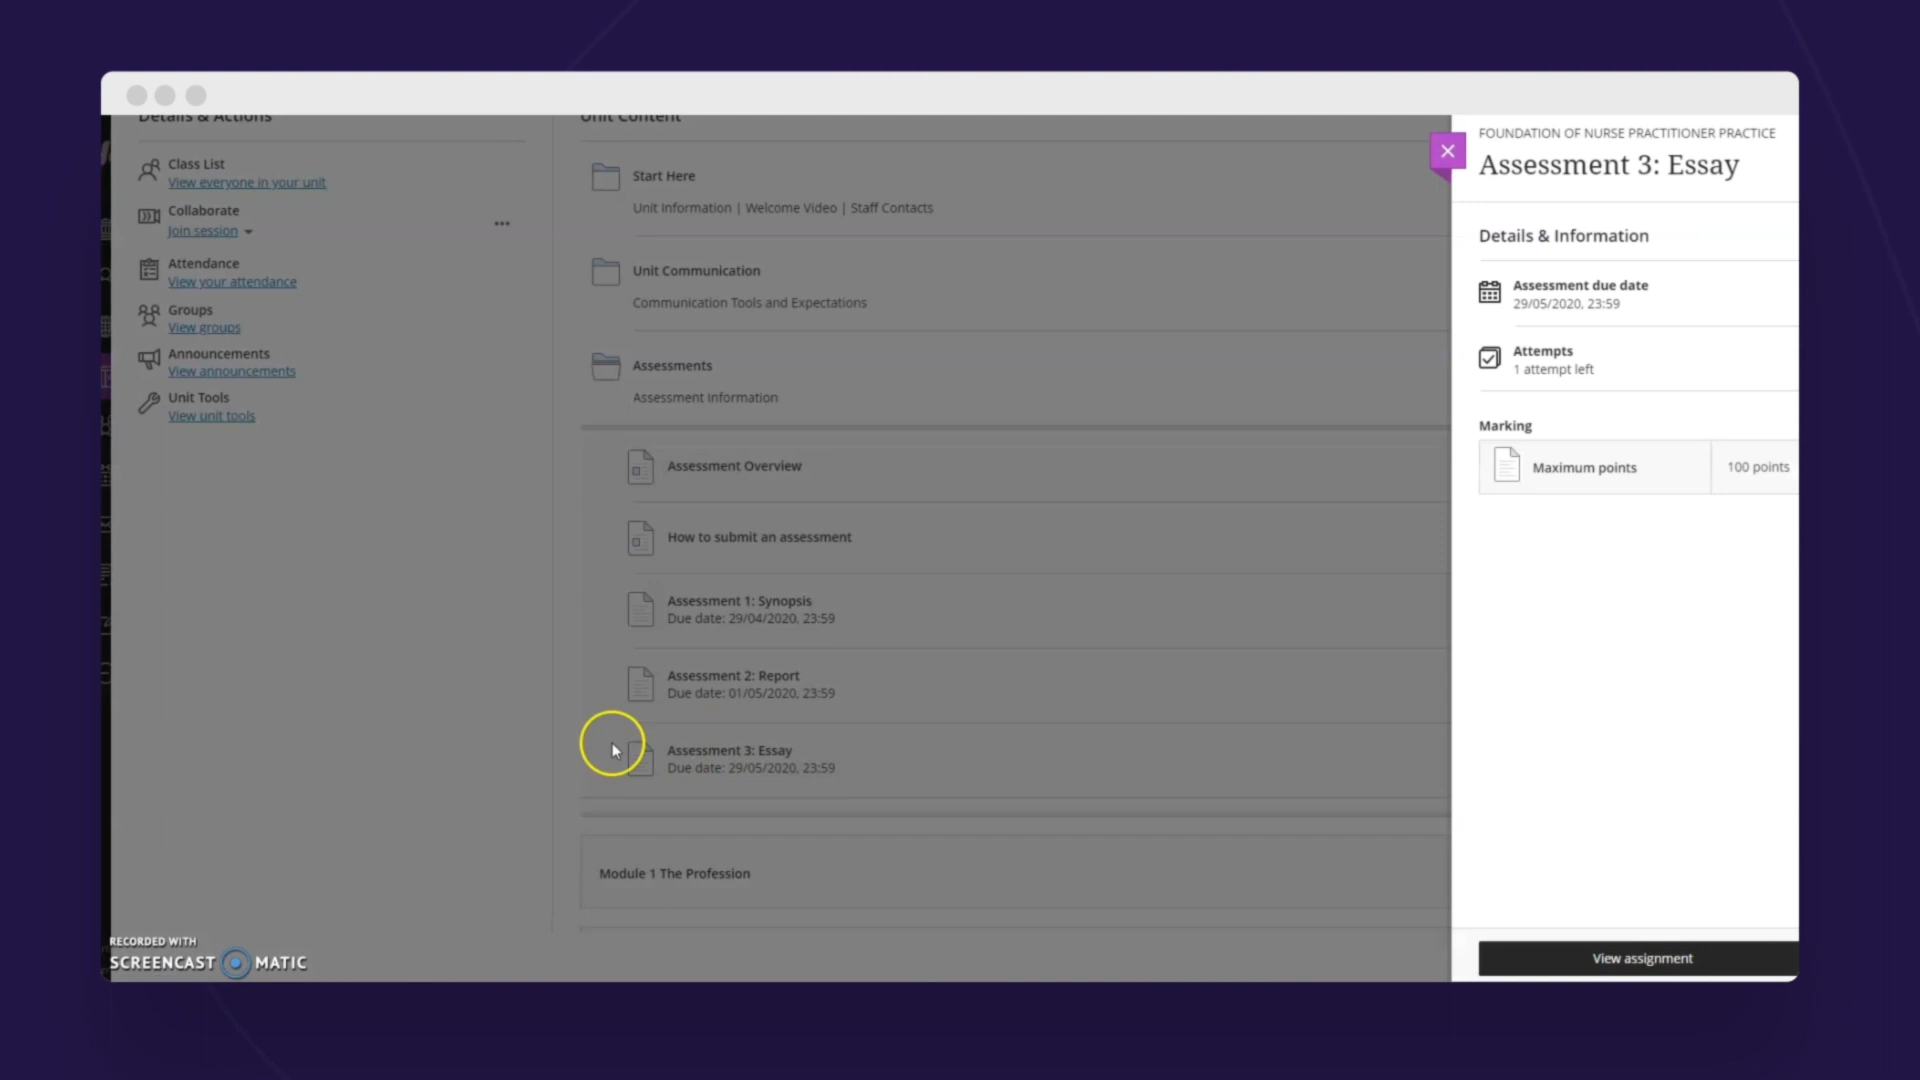 Details & Actions
Class List
View everyone in your unit
Collaborate
Join session
Attendance
View your attendance
Groups
View groups
Announcements
View announcements
Unit Tools
View unit tools
Unit Content
Start Here
Unit Information | Welcome Video | Staff Contacts
Unit Communication
Communication Tools and Expectations
Assessments
Assessment Information
Assessment Overview
How to submit an assessment
Assessment 1: Synopsis
Due date: 29/04/2020, 23:59
Assessment 2: Report
Due date: 01/05/2020, 23:59
Assessment 3: Essay
Due date: 29/05/2020, 23:59
Module 1 The Profession
FOUNDATION OF NURSE PRACTITIONER PRACTICE
Assessment 3: Essay
Details & Information
Assessment due date
29/05/2020, 23:59
Attempts
1 attempt left
Marking
Maximum points
100 points
View assignment
RECORDED WITH
SCREENCAST MATIC